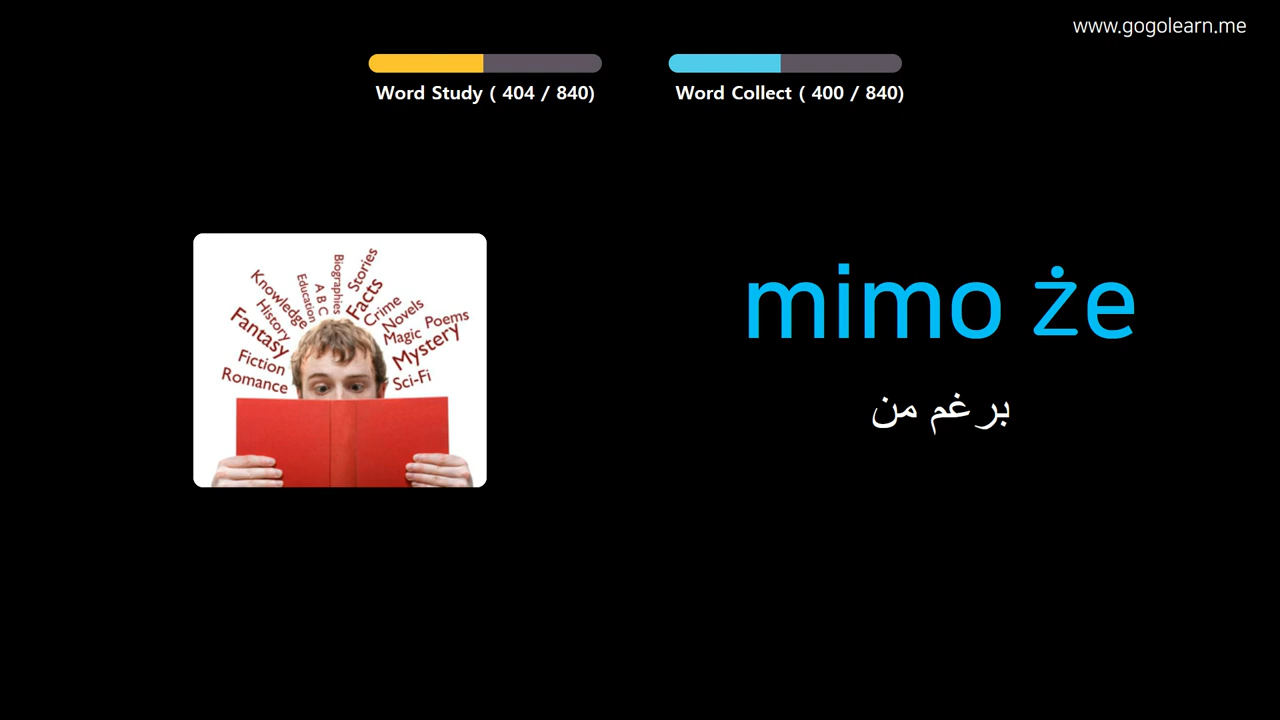 www.gogolearn.me
Word Study ( 404 / 840)
Word Collect ( 400 / 840)
Knowledge
History
Fantasy
Fiction
Romance
Education
A B C
Biographies
Stories
Facts
Crime
Novels
Magic
Poems
Mystery
Sci-Fi
mimo że
برغم من